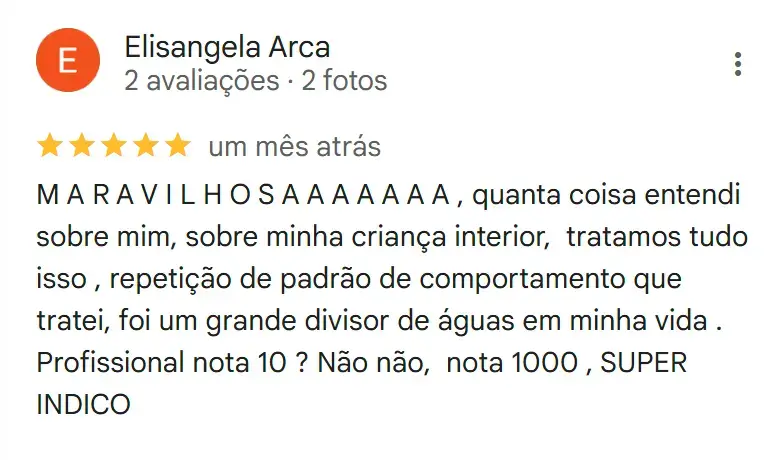 E
Elisangela Arca
2 avaliações · 2 fotos
um mês atrás
M A R A V I L H O S A A A A A A A , quanta coisa entendi
sobre mim, sobre minha criança interior,  tratamos tudo
isso , repetição de padrão de comportamento que
tratei, foi um grande divisor de águas em minha vida .
Profissional nota 10 ? Não não,  nota 1000 , SUPER
INDICO